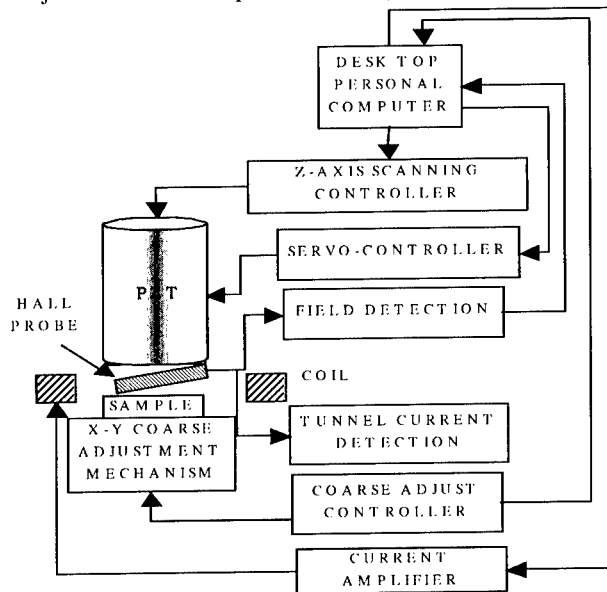 DESK TOP
PERSONAL
COMPUTER
Z-AXIS SCANNING
CONTROLLER
SERVO-CONTROLLER
P T
HALL
PROBE
FIELD DETECTION
COIL
SAMPLE
X-Y COARSE
ADJUSTMENT
MECHANISM
TUNNEL CURRENT
DETECTION
COARSE ADJUST
CONTROLLER
CURRENT
AMPLIFIER